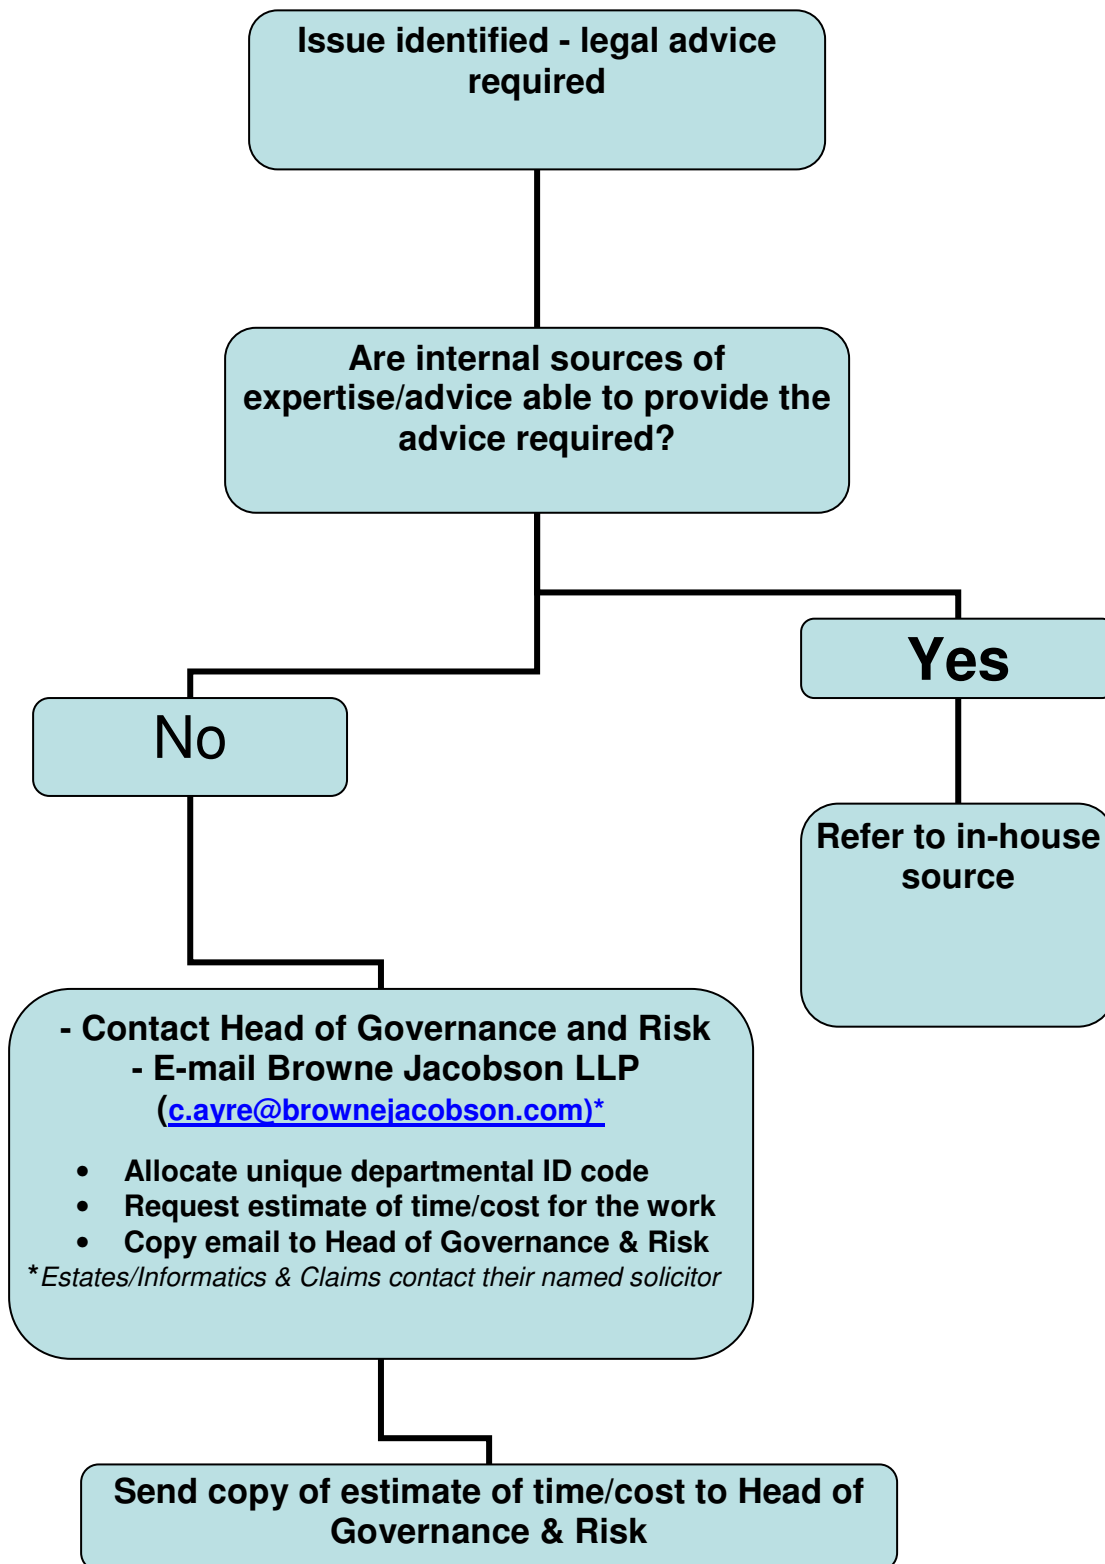 Issue identified - legal advice
required
Are internal sources of
expertise/advice able to provide the
advice required?
Yes
No
Refer to in-house
source
- Contact Head of Governance and Risk
- E-mail Browne Jacobson LLP
(c.ayre@brownejacobson.com)*
• Allocate unique departmental ID code
• Request estimate of time/cost for the work
• Copy email to Head of Governance & Risk
*Estates/Informatics & Claims contact their named solicitor
Send copy of estimate of time/cost to Head of
Governance & Risk